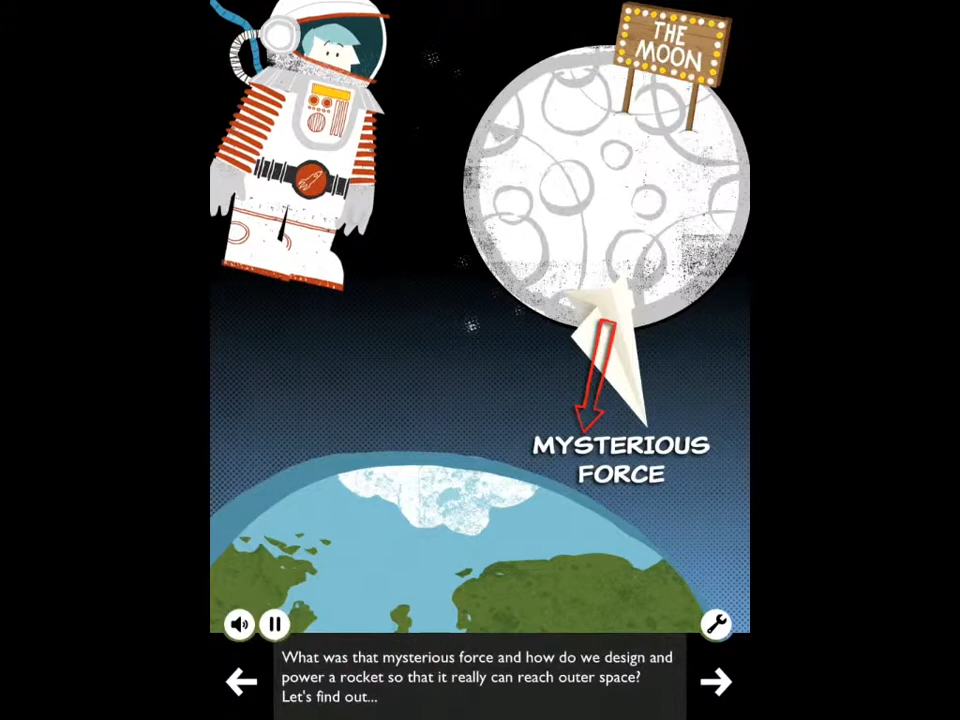 THE
MOON
MYSTERIOUS
FORCE
What was that mysterious force and how do we design and
power a rocket so that it really can reach outer space?
Let's find out...